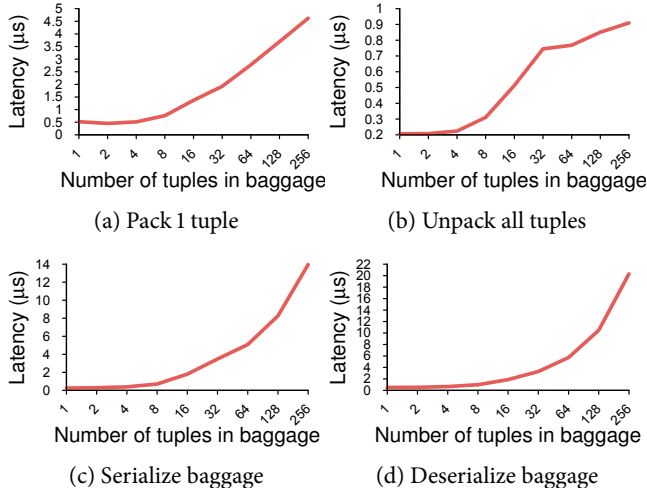 Latency (μs)
5
4.5
4
3.5
3
2.5
2
1.5
1
0.5
0
1 2 4 8 16 32 64 128 256
Number of tuples in baggage
(a) Pack 1 tuple
Latency (μs)
1
0.9
0.8
0.7
0.6
0.5
0.4
0.3
0.2
1 2 4 8 16 32 64 128 256
Number of tuples in baggage
(b) Unpack all tuples
Latency (μs)
14
12
10
8
6
4
2
0
1 2 4 8 16 32 64 128 256
Number of tuples in baggage
(c) Serialize baggage
Latency (μs)
22
20
18
16
14
12
10
8
6
4
2
0
1 2 4 8 16 32 64 128 256
Number of tuples in baggage
(d) Deserialize baggage